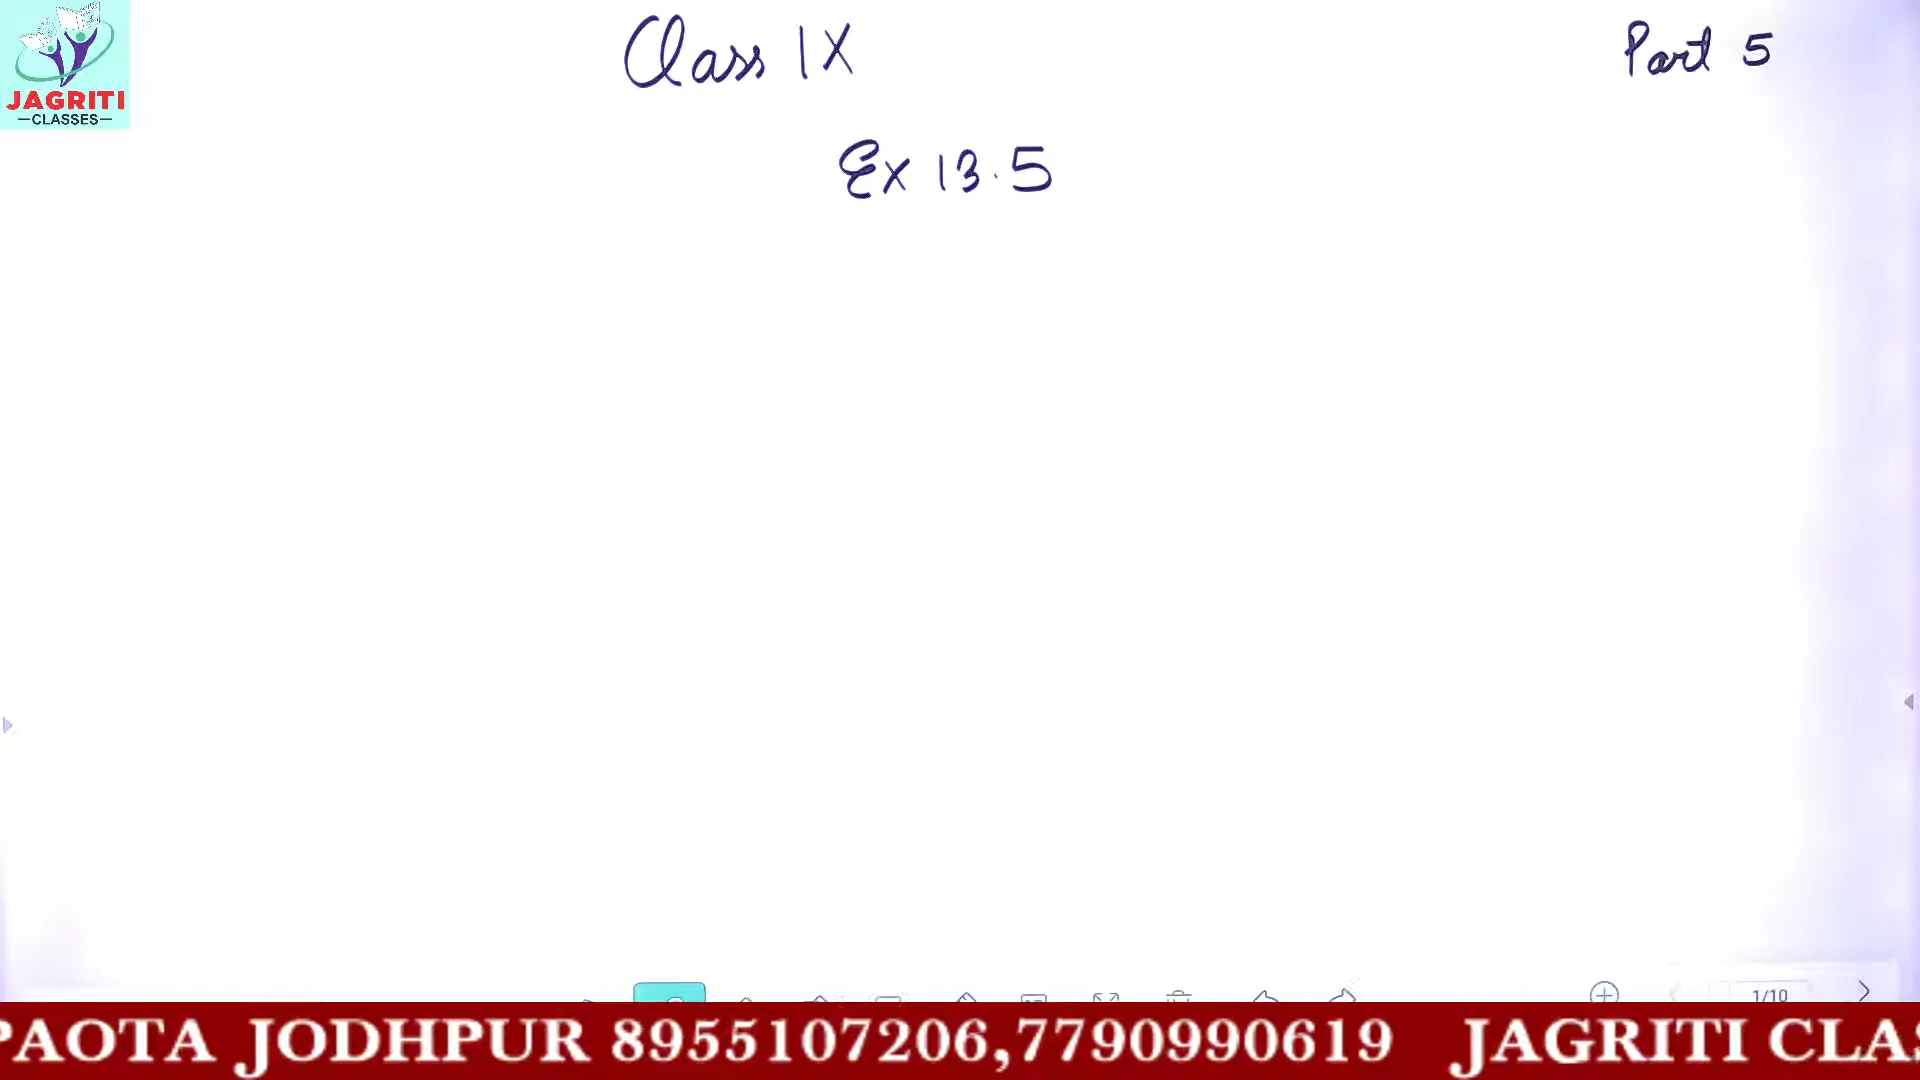 JAGRITI
—CLASSES—
Class IX
Part 5
Ex 13.5
1/10
PAOTA JODHPUR 8955107206,7790990619 JAGRITI CLAS